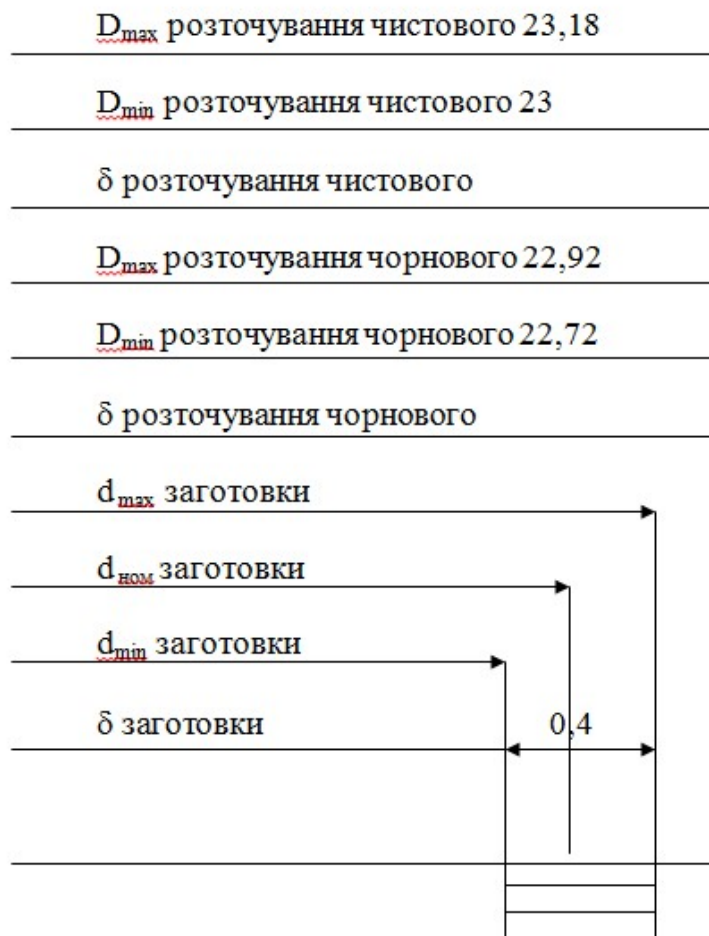 Dmax розточування чистового 23,18
Dmin розточування чистового 23
δ розточування чистового
Dmax розточування чорнового 22,92
Dmin розточування чорнового 22,72
δ розточування чорнового
dmax заготовки
dном заготовки
dmin заготовки
δ заготовки 0,4